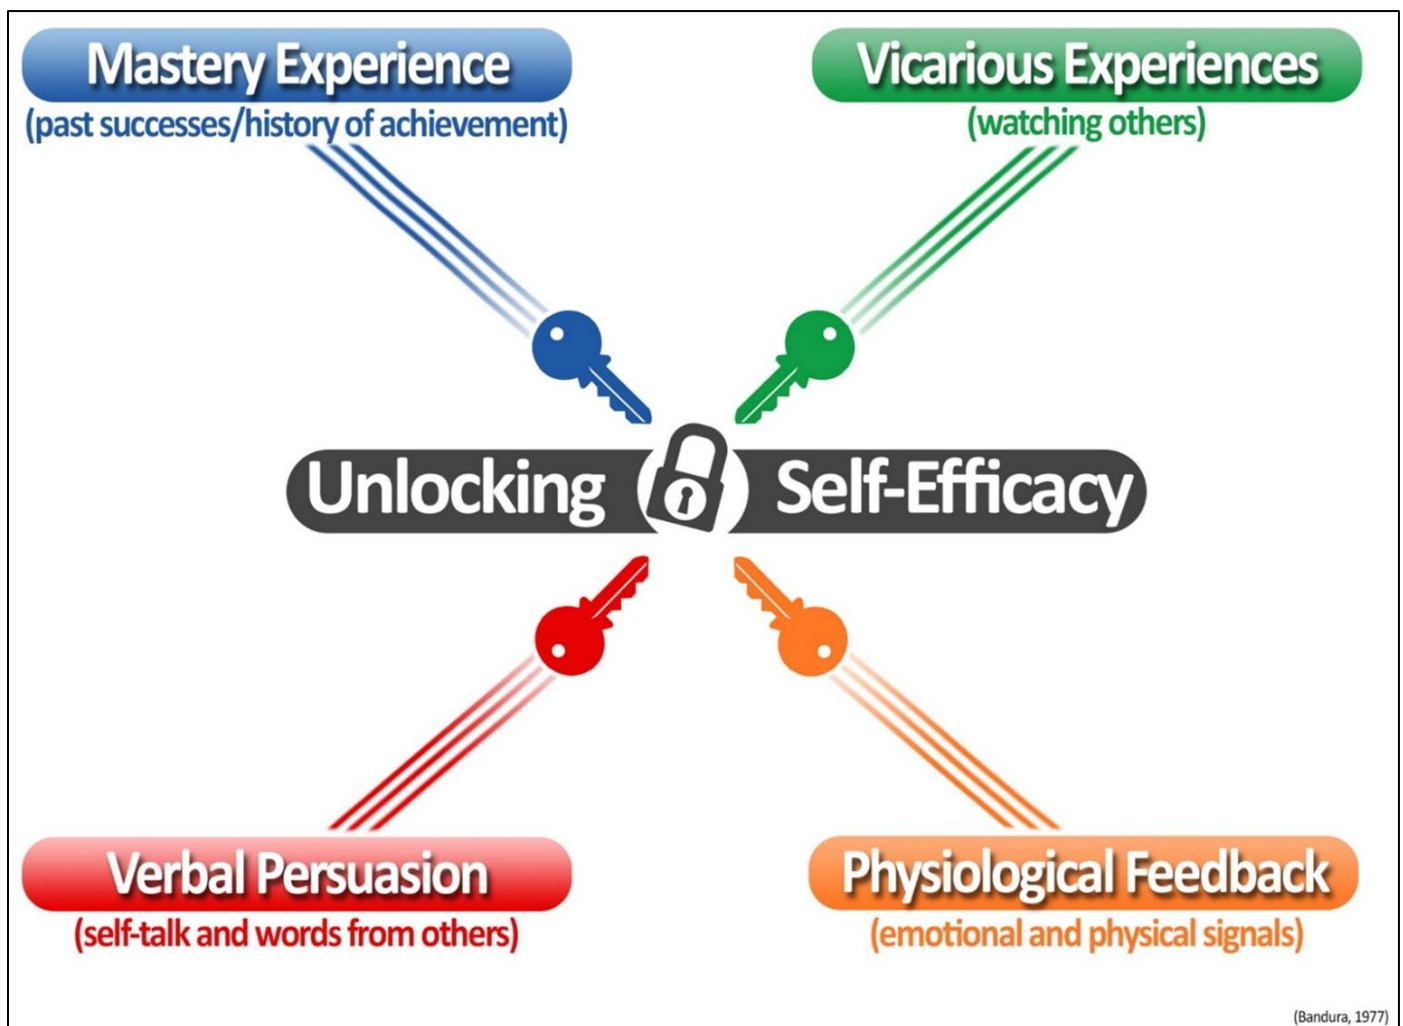 Mastery Experience
(past successes/history of achievement)
Vicarious Experiences
(watching others)
Unlocking Self-Efficacy
Verbal Persuasion
(self-talk and words from others)
Physiological Feedback
(emotional and physical signals)
(Bandura, 1977)